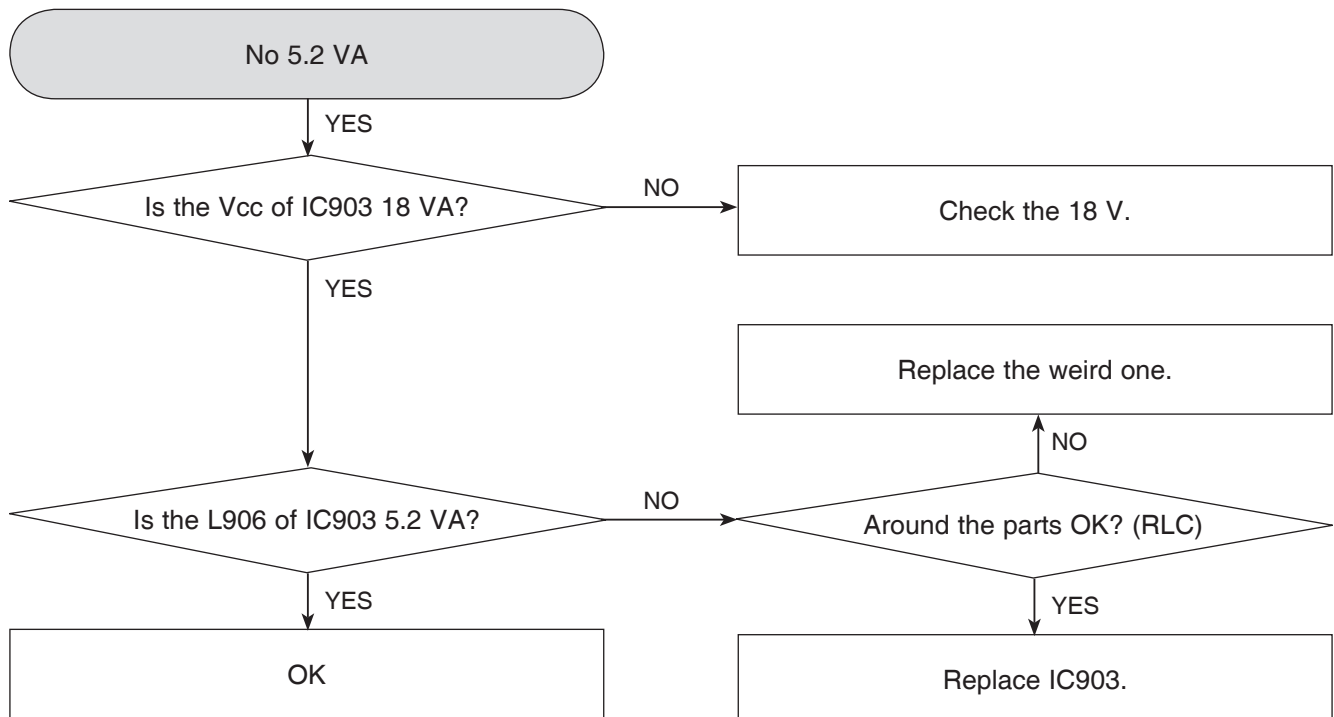 No 5.2 VA
YES
Is the Vcc of IC903 18 VA?
NO
Check the 18 V.
YES
Replace the weird one.
NO
Is the L906 of IC903 5.2 VA?
NO
Around the parts OK? (RLC)
YES
YES
OK
Replace IC903.